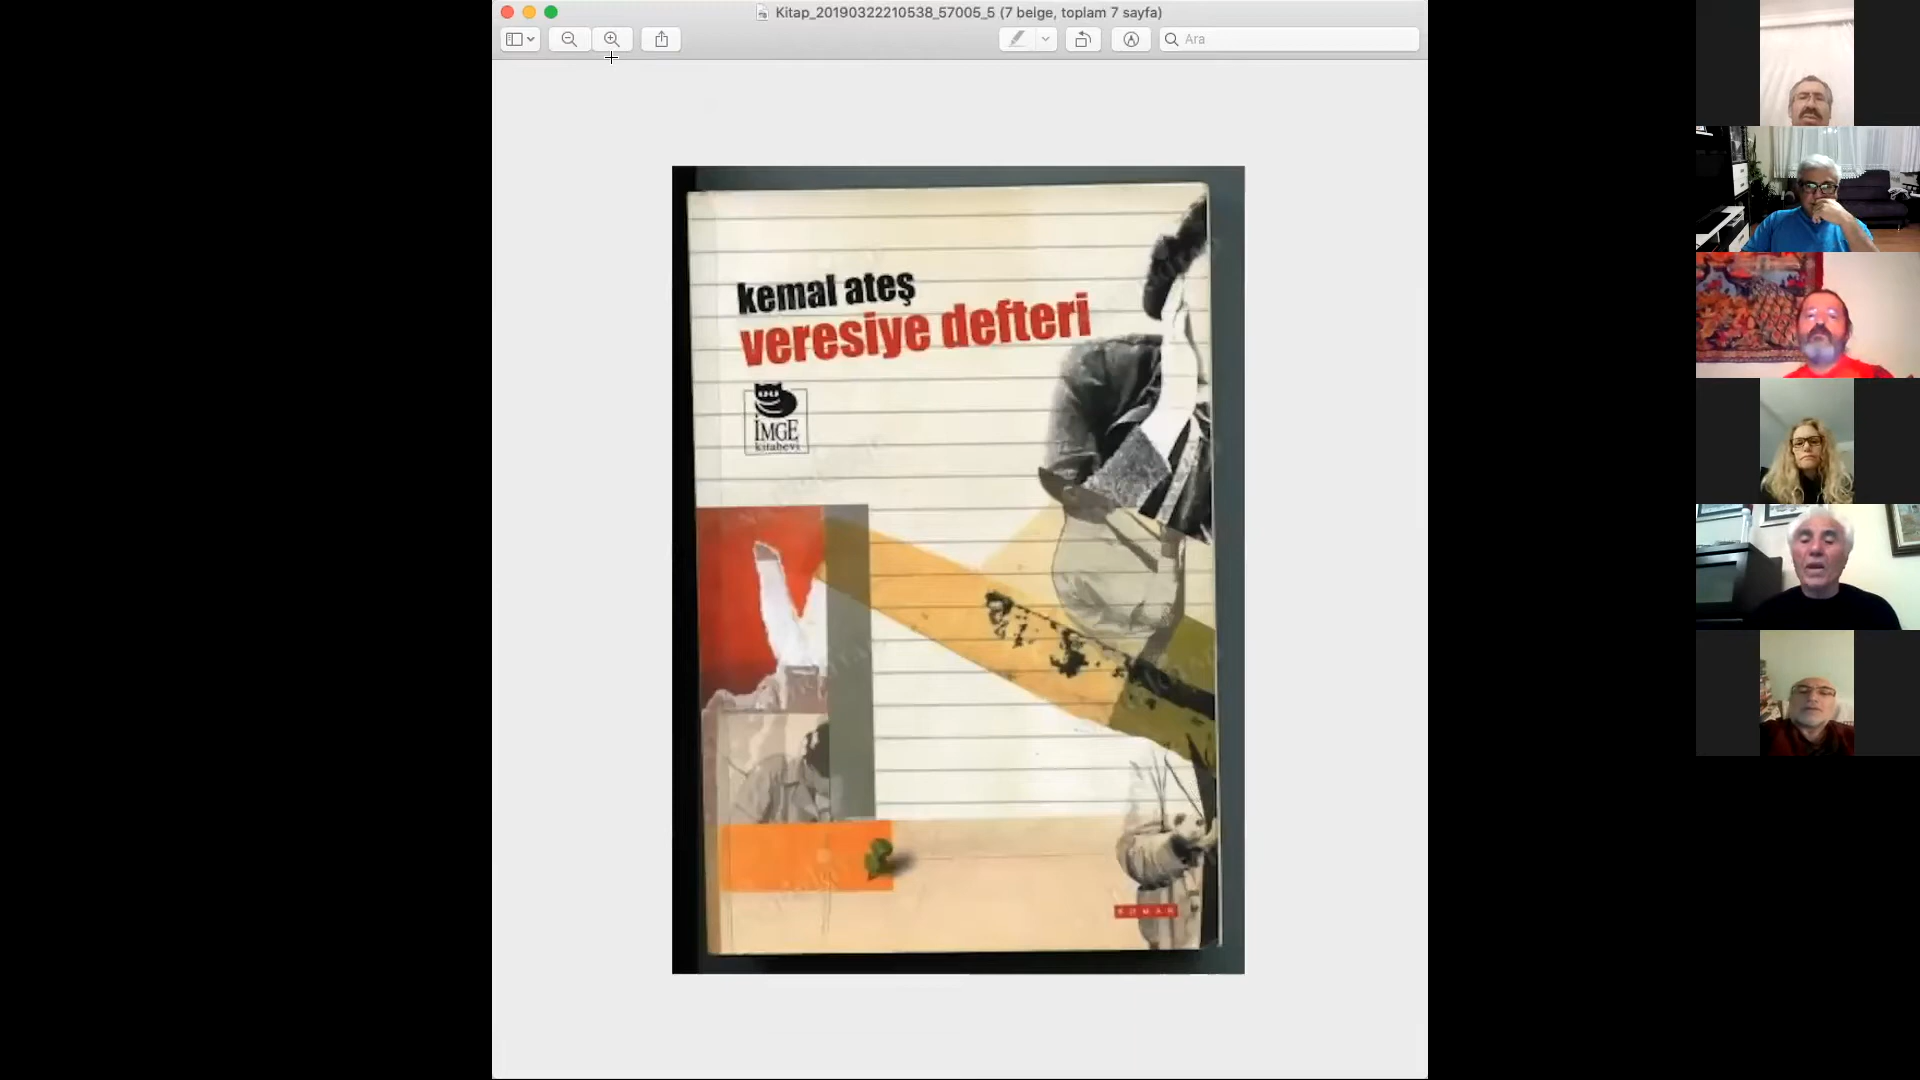 Kitap_20190322210538_57005_5 (7 belge, toplam 7 sayfa)
Ara
kemal ateş
veresiye defteri
İMGE
kitabevi
ROMAN